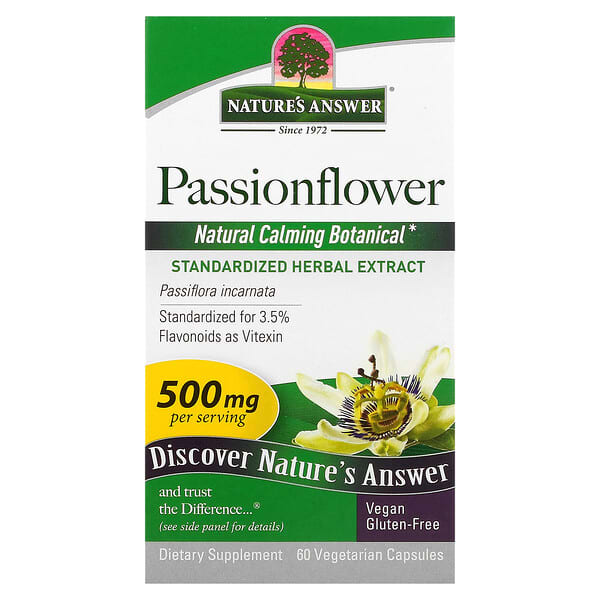 NATURE'S ANSWER®
Since 1972
Passionflower
Natural Calming Botanical*
STANDARDIZED HERBAL EXTRACT
Passiflora incarnata
Standardized for 3.5%
Flavonoids as Vitexin
500 mg
per serving
Discover Nature's Answer
and trust
the Difference...®
(see side panel for details)
Vegan
Gluten-Free
Dietary Supplement 60 Vegetarian Capsules